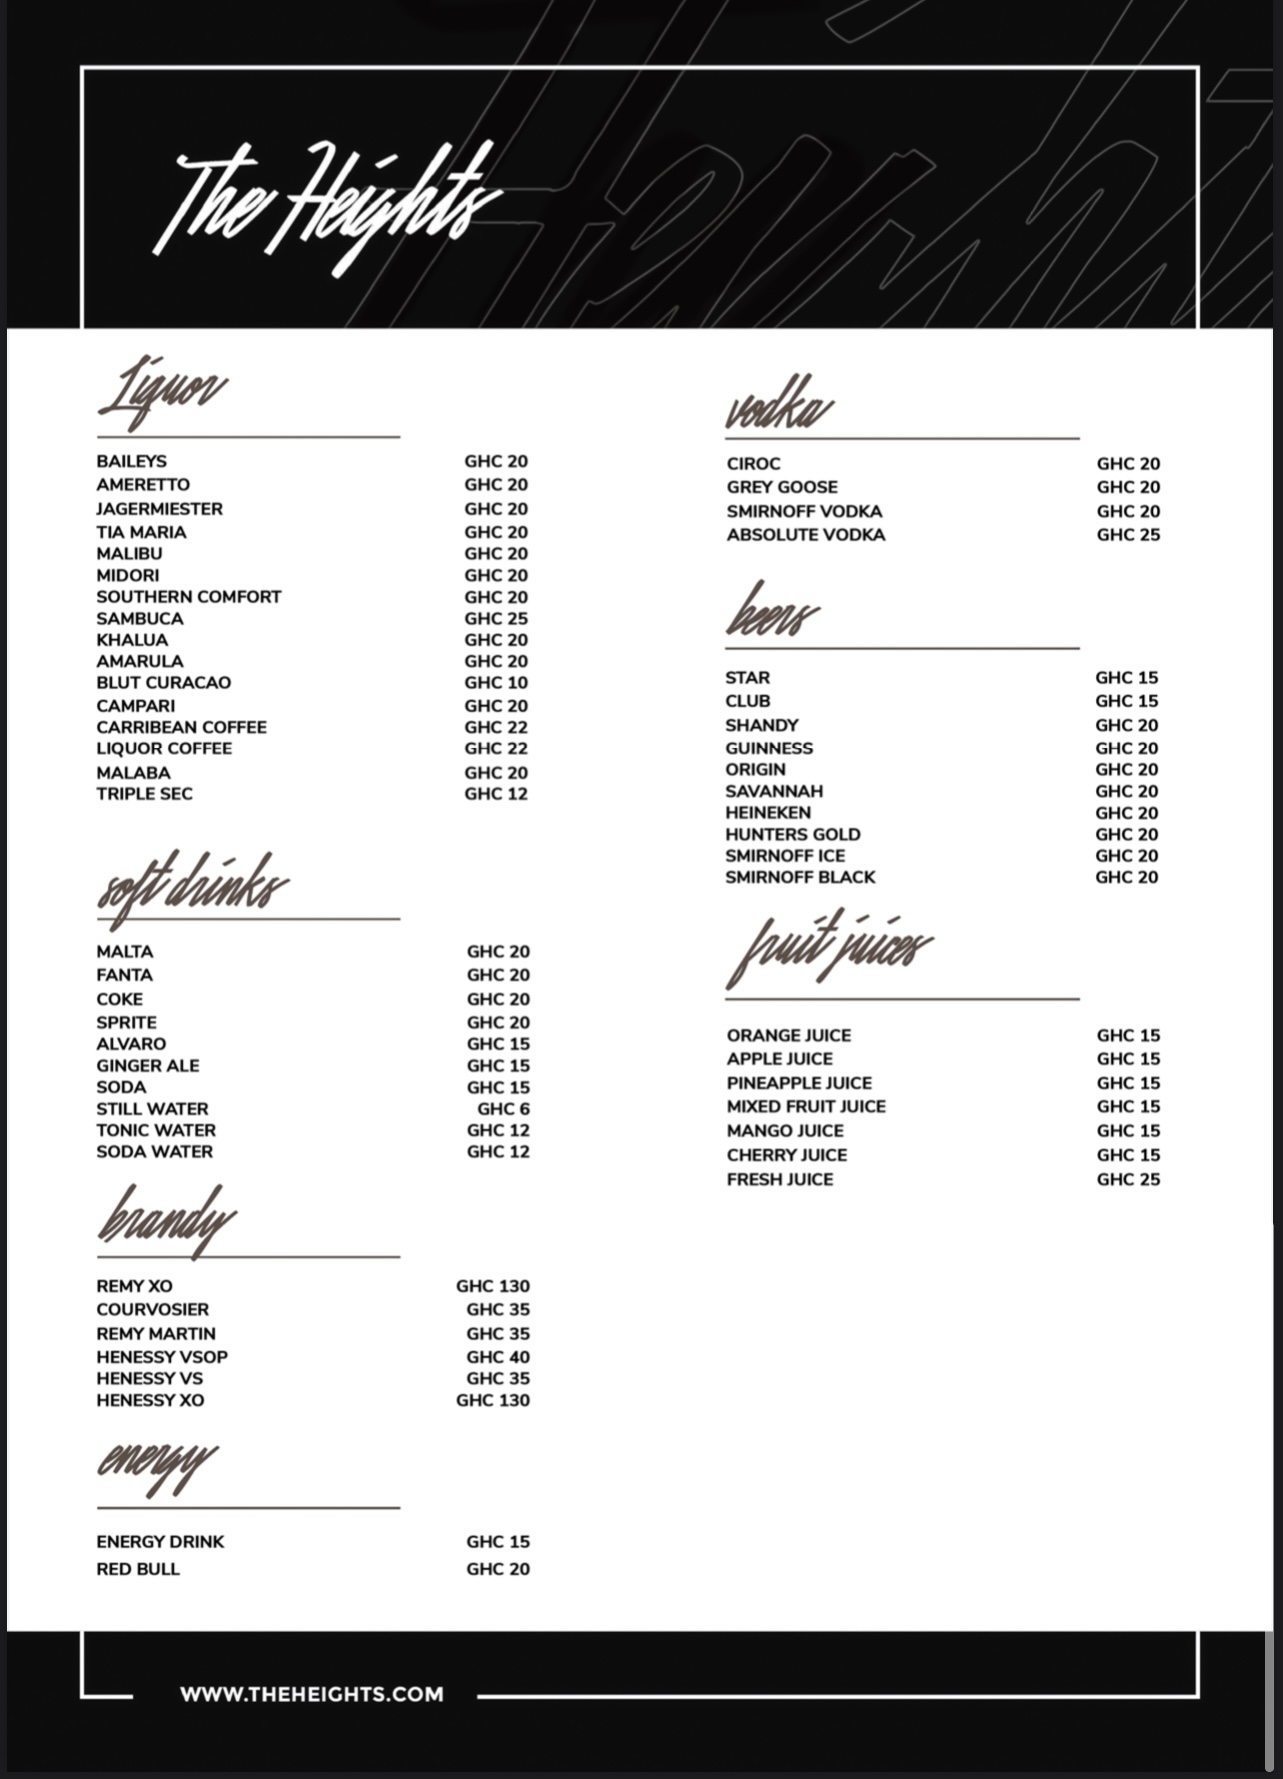 The Heights
Liquor
BAILEYS GHC 20
AMERETTO GHC 20
JAGERMIESTER GHC 20
TIA MARIA GHC 20
MALIBU GHC 20
MIDORI GHC 20
SOUTHERN COMFORT GHC 20
SAMBUCA GHC 25
KHALUA GHC 20
AMARULA GHC 20
BLUT CURACAO GHC 10
CAMPARI GHC 20
CARRIBEAN COFFEE GHC 22
LIQUOR COFFEE GHC 22
MALABA GHC 20
TRIPLE SEC GHC 12
soft drinks
MALTA GHC 20
FANTA GHC 20
COKE GHC 20
SPRITE GHC 20
ALVARO GHC 15
GINGER ALE GHC 15
SODA GHC 15
STILL WATER GHC 6
TONIC WATER GHC 12
SODA WATER GHC 12
brandy
REMY XO GHC 130
COURVOSIER GHC 35
REMY MARTIN GHC 35
HENESSY VSOP GHC 40
HENESSY VS GHC 35
HENESSY XO GHC 130
energy
ENERGY DRINK GHC 15
RED BULL GHC 20
vodka
CIROC GHC 20
GREY GOOSE GHC 20
SMIRNOFF VODKA GHC 20
ABSOLUTE VODKA GHC 25
beers
STAR GHC 15
CLUB GHC 15
SHANDY GHC 20
GUINNESS GHC 20
ORIGIN GHC 20
SAVANNAH GHC 20
HEINEKEN GHC 20
HUNTERS GOLD GHC 20
SMIRNOFF ICE GHC 20
SMIRNOFF BLACK GHC 20
fruit juices
ORANGE JUICE GHC 15
APPLE JUICE GHC 15
PINEAPPLE JUICE GHC 15
MIXED FRUIT JUICE GHC 15
MANGO JUICE GHC 15
CHERRY JUICE GHC 15
FRESH JUICE GHC 25
WWW.THEHEIGHTS.COM